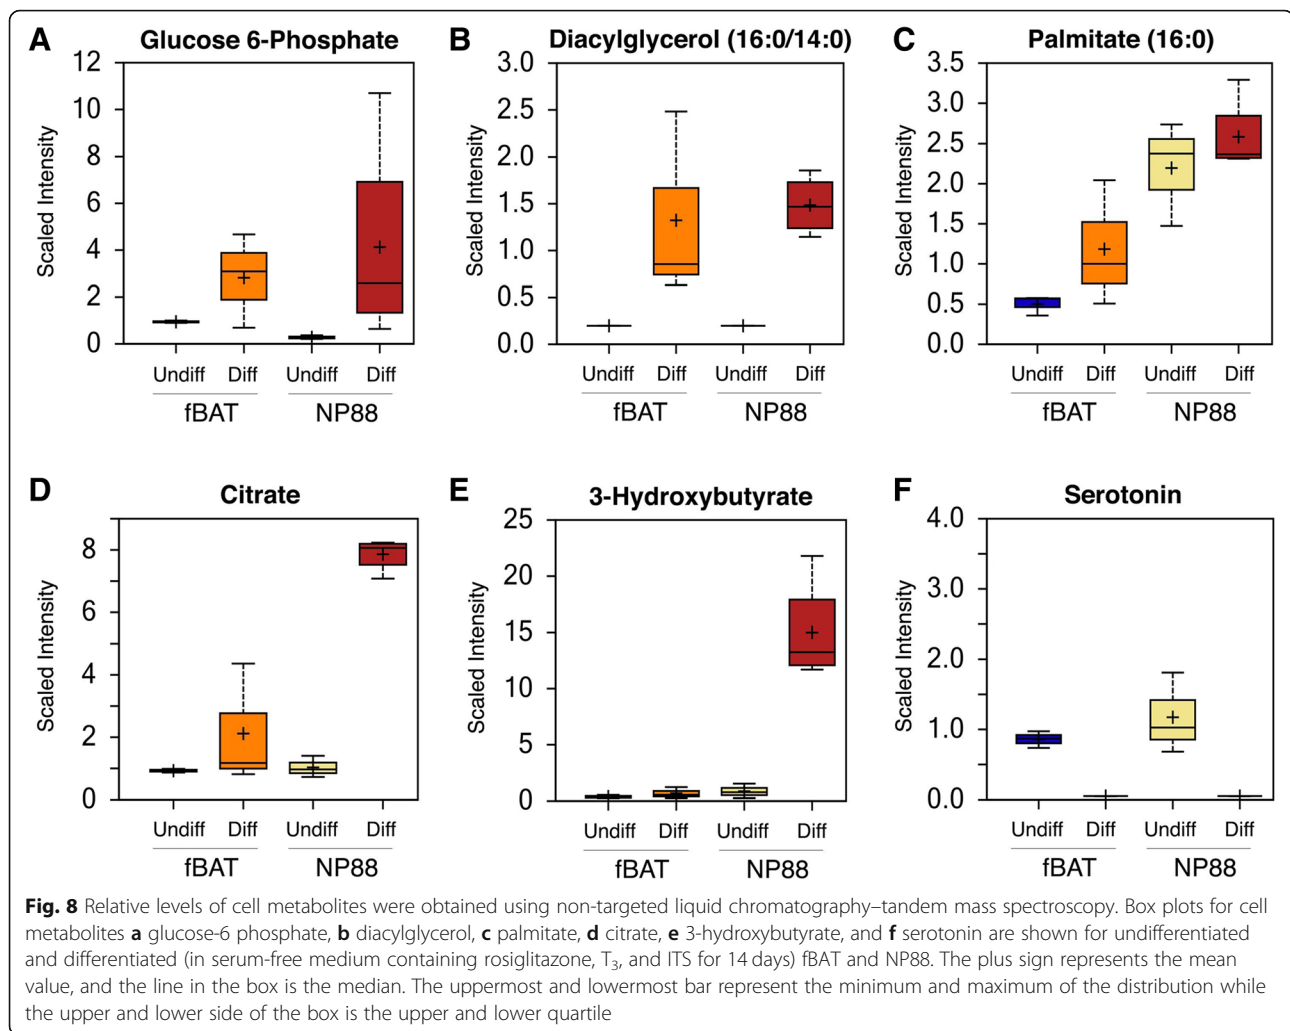 A Glucose 6-Phosphate
12
10
8
6
4
2
0
Scaled Intensity
Undiff Diff Undiff Diff
fBAT NP88
B Diacylglycerol (16:0/14:0)
3.0
2.5
2.0
1.5
1.0
0.5
0.0
Scaled Intensity
Undiff Diff Undiff Diff
fBAT NP88
C Palmitate (16:0)
3.5
3.0
2.5
2.0
1.5
1.0
0.5
0.0
Scaled Intensity
Undiff Diff Undiff Diff
fBAT NP88
D Citrate
8
6
4
2
0
Scaled Intensity
Undiff Diff Undiff Diff
fBAT NP88
E 3-Hydroxybutyrate
25
20
15
10
5
0
Scaled Intensity
Undiff Diff Undiff Diff
fBAT NP88
F Serotonin
4.0
3.0
2.0
1.0
0.0
Scaled Intensity
Undiff Diff Undiff Diff
fBAT NP88
Fig. 8 Relative levels of cell metabolites were obtained using non-targeted liquid chromatography–tandem mass spectroscopy. Box plots for cell
metabolites a glucose-6 phosphate, b diacylglycerol, c palmitate, d citrate, e 3-hydroxybutyrate, and f serotonin are shown for undifferentiated
and differentiated (in serum-free medium containing rosiglitazone, T3, and ITS for 14 days) fBAT and NP88. The plus sign represents the mean
value, and the line in the box is the median. The uppermost and lowermost bar represent the minimum and maximum of the distribution while
the upper and lower side of the box is the upper and lower quartile